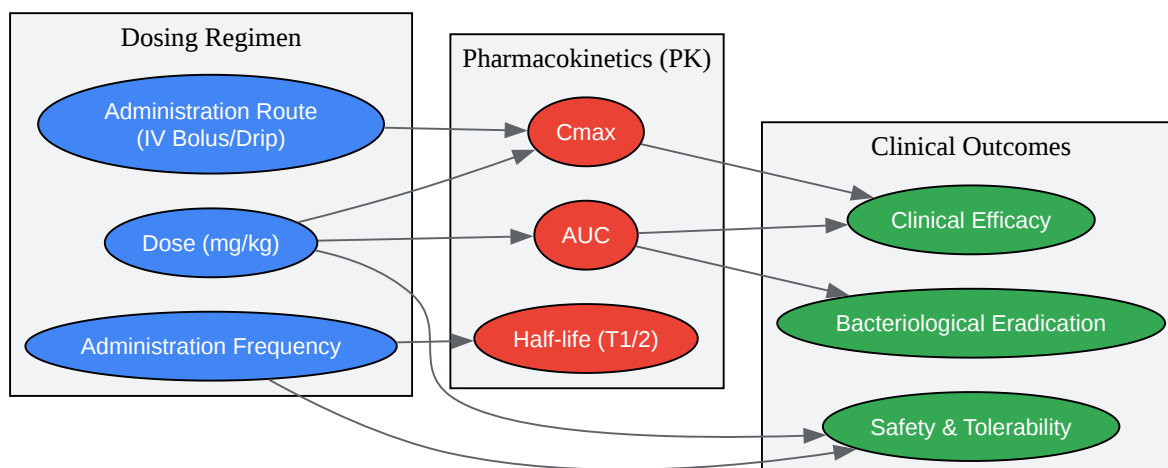 Dosing Regimen
Administration Route
(IV Bolus/Drip)
Dose (mg/kg)
Administration Frequency
Pharmacokinetics (PK)
Cmax
AUC
Half-life (T1/2)
Clinical Outcomes
Clinical Efficacy
Bacteriological Eradication
Safety & Tolerability